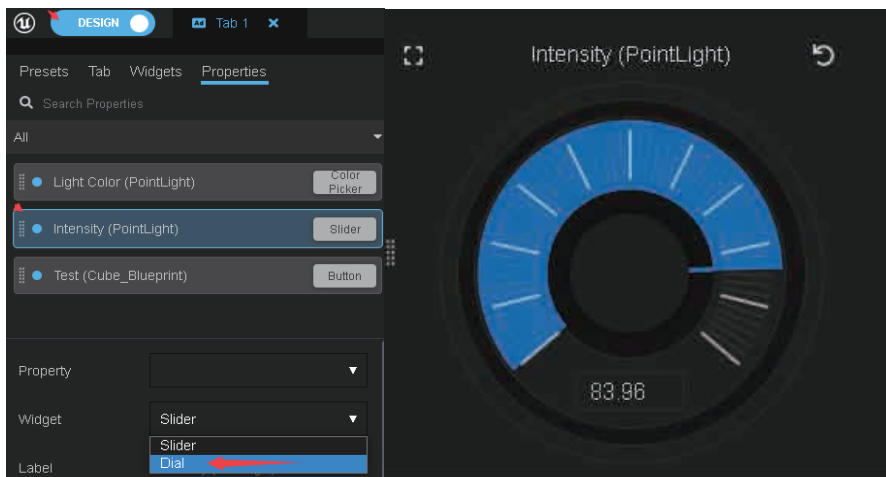 DESIGN
Tab 1
Presets Tab Widgets Properties
Search Properties
All
Light Color (PointLight)
Color
Picker
Intensity (PointLight)
Slider
Test (Cube_Blueprint)
Button
Property
Widget
Slider
Slider
Dial
Label
Intensity (PointLight)
83.96